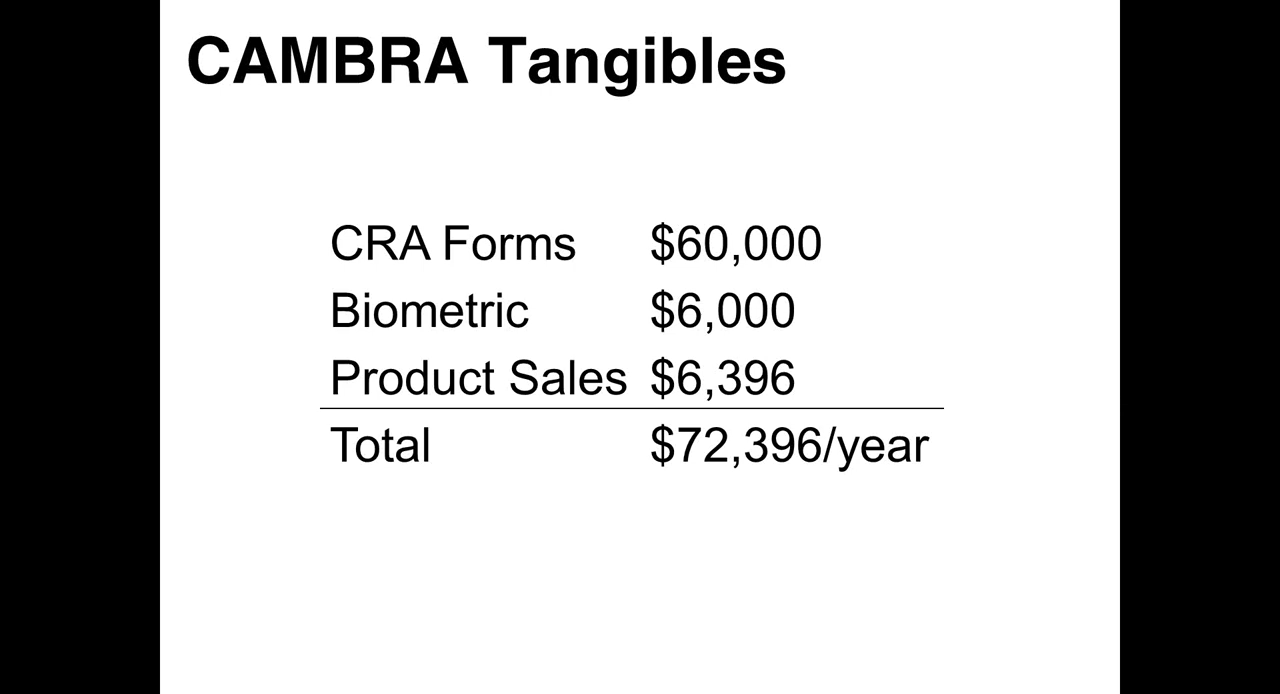 CAMBRA Tangibles
CRA Forms $60,000
Biometric $6,000
Product Sales $6,396
Total $72,396/year